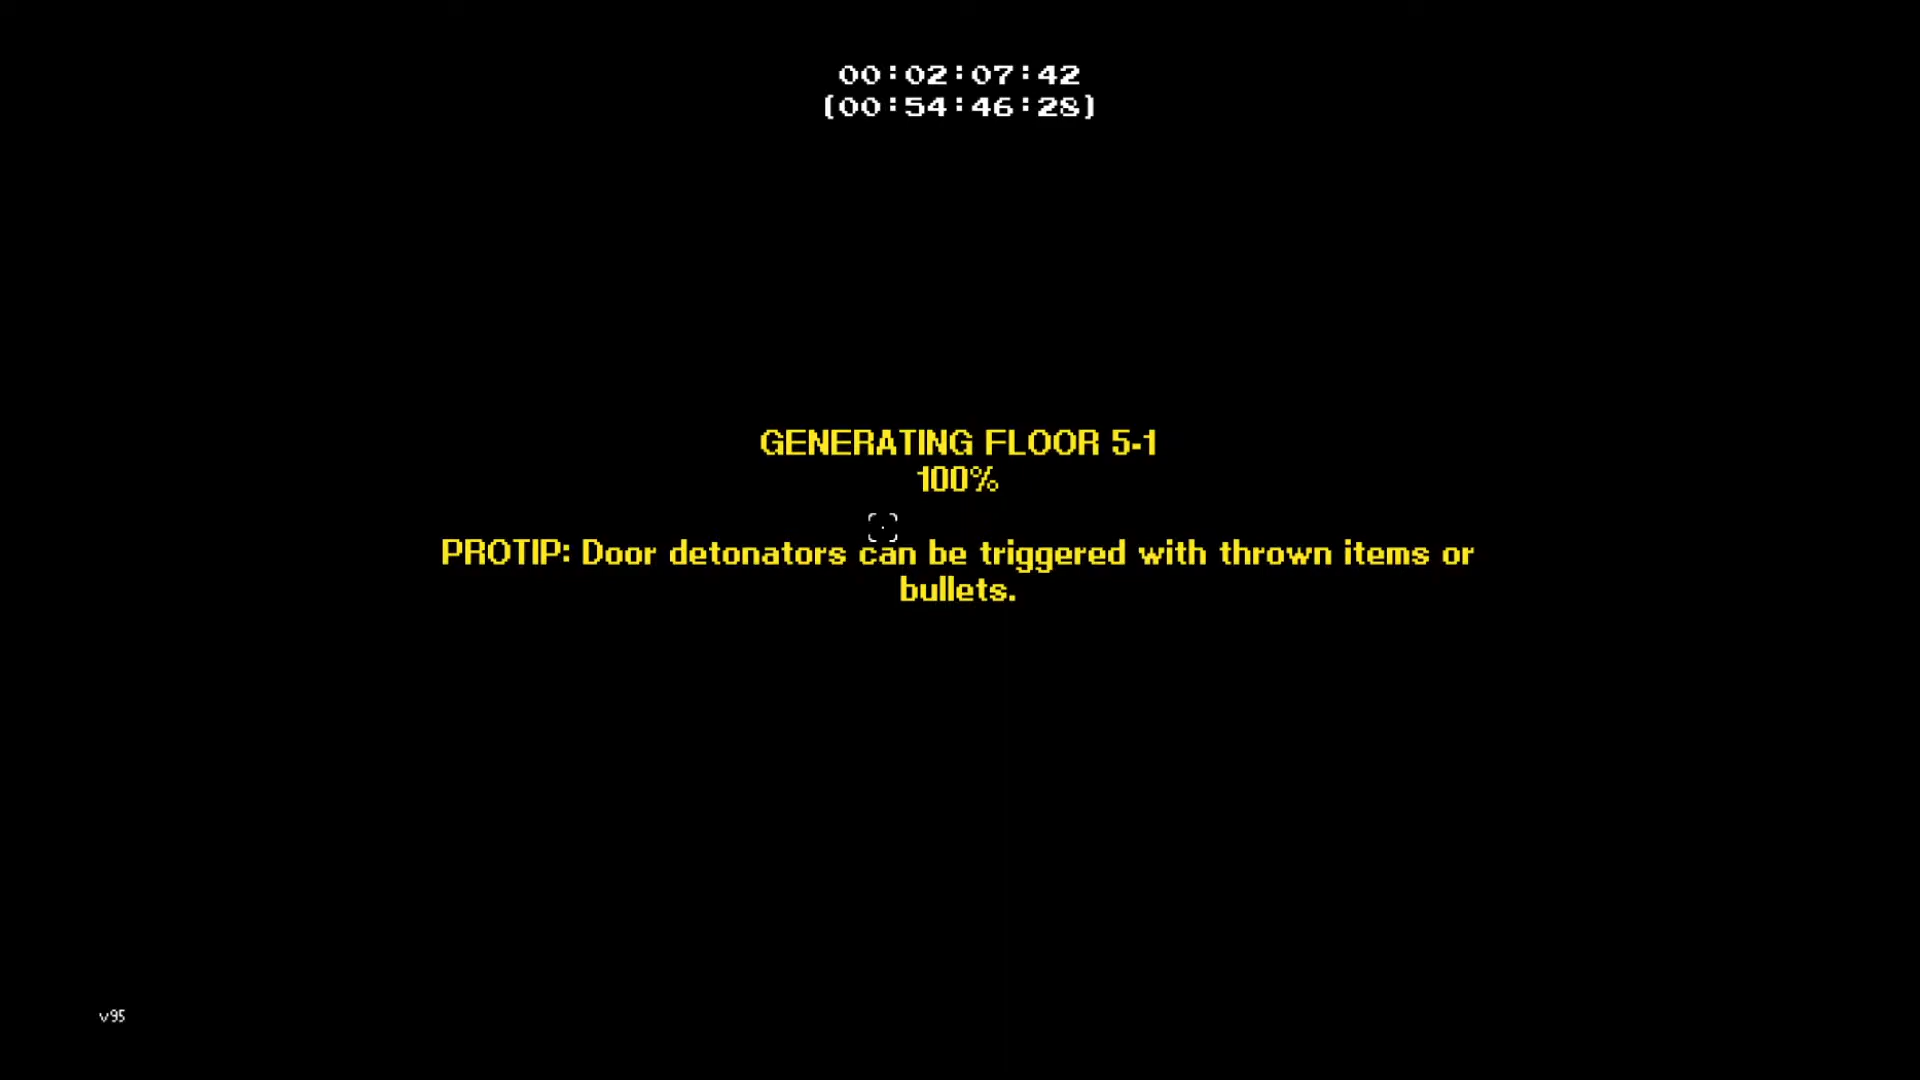 00:02:07:42
(00:54:46:28)
GENERATING FLOOR 5-1
100%
PROTIP: Door detonators can be triggered with thrown items or
bullets.
v95